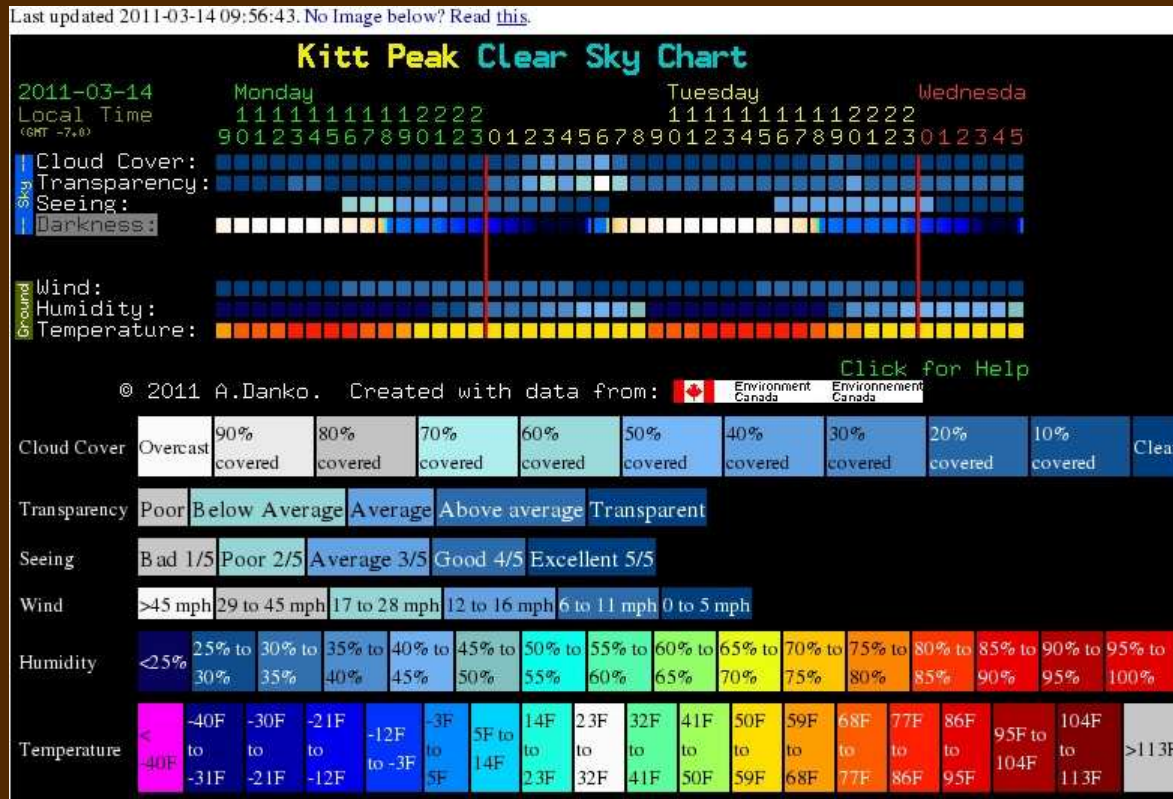 Last updated 2011-03-14 09:56:43. No Image below? Read this.
Kitt Peak Clear Sky Chart
2011-03-14 Monday Tuesday Wednesda
Local Time 11111111112222 11111111112222
(GMT -7.0) 901234567890123012345678901234567890123012345
Sky
Cloud Cover:
Transparency:
Seeing:
Darkness:
Ground
Wind:
Humidity:
Temperature:
Click for Help
© 2011 A.Danko. Created with data from: Environment Canada Environnement Canada
Cloud Cover Overcast 90% covered 80% covered 70% covered 60% covered 50% covered 40% covered 30% covered 20% covered 10% covered Clea
Transparency Poor Below Average Average Above average Transparent
Seeing Bad 1/5 Poor 2/5 Average 3/5 Good 4/5 Excellent 5/5
Wind >45 mph 29 to 45 mph 17 to 28 mph 12 to 16 mph 6 to 11 mph 0 to 5 mph
Humidity <25% 25% to 30% 30% to 35% 35% to 40% 40% to 45% 45% to 50% 50% to 55% 55% to 60% 60% to 65% 65% to 70% 70% to 75% 75% to 80% 80% to 85% 85% to 90% 90% to 95% 95% to 100%
Temperature < -40F -40F to -31F -30F to -21F -21F to -12F -12F to -3F -3F to 5F 5F to 14F 14F to 23F 23F to 32F 32F to 41F 41F to 50F 50F to 59F 59F to 68F 68F to 77F 77F to 86F 86F to 95F 95F to 104F 104F to 113F >113F